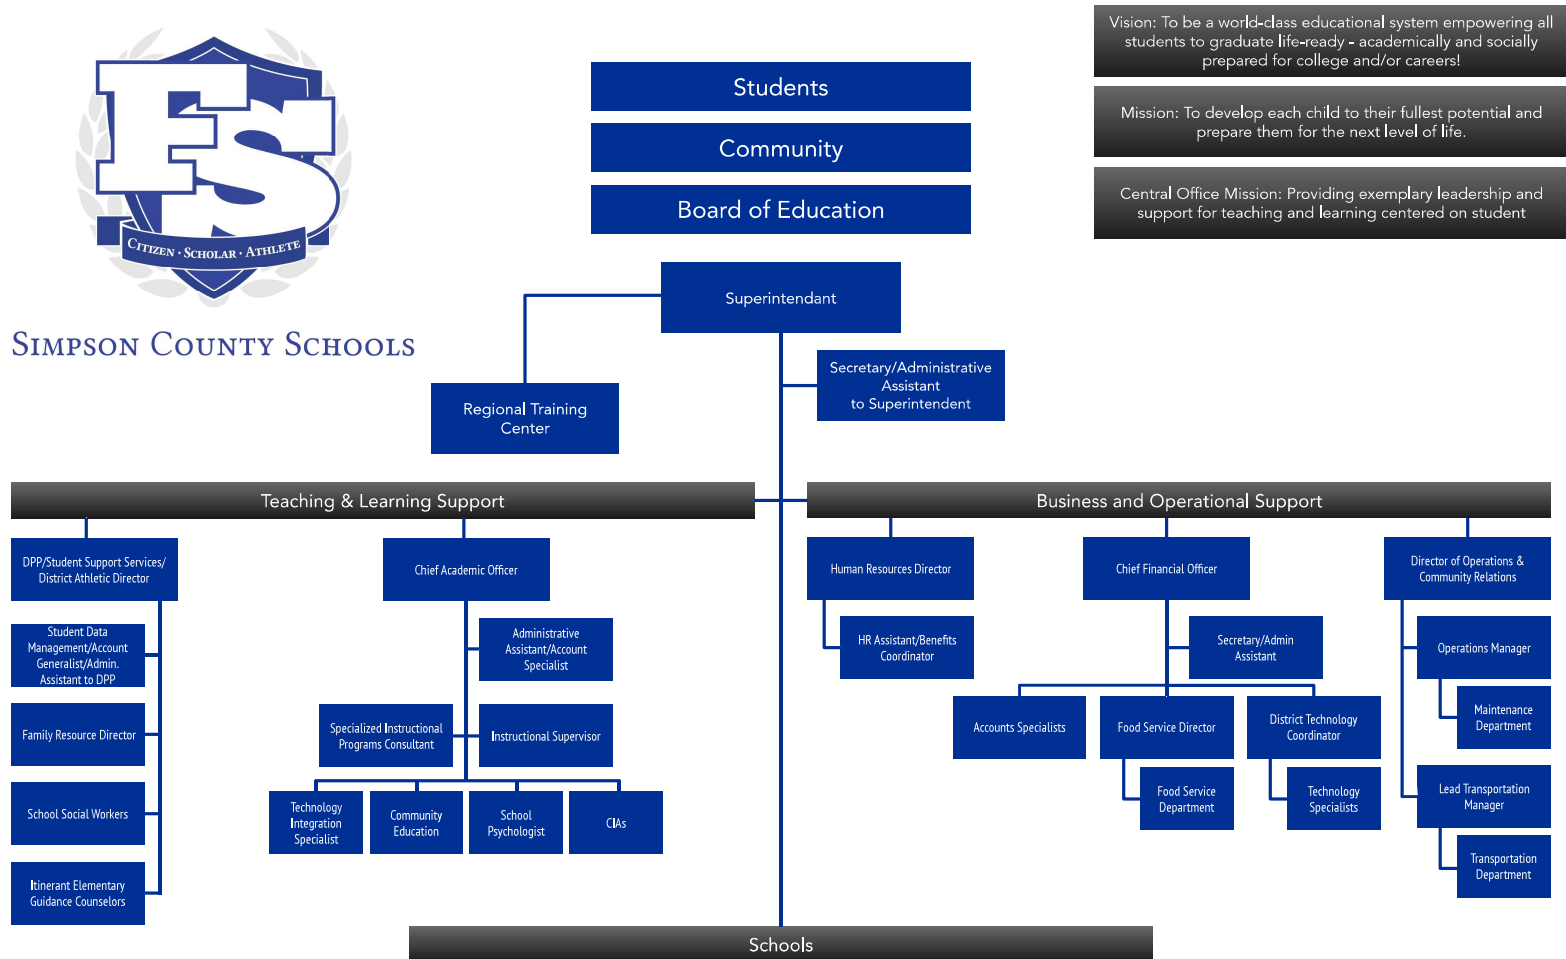 FS
CITIZEN · SCHOLAR · ATHLETE
SIMPSON COUNTY SCHOOLS
Students
Community
Board of Education
Vision: To be a world-class educational system empowering all
students to graduate life-ready - academically and socially
prepared for college and/or careers!
Mission: To develop each child to their fullest potential and
prepare them for the next level of life.
Central Office Mission: Providing exemplary leadership and
support for teaching and learning centered on student
Superintendant
Secretary/Administrative
Assistant
to Superintendent
Regional Training
Center
Teaching & Learning Support
DPP/Student Support Services/
District Athletic Director
Student Data
Management/Account
Generalist/Admin.
Assistant to DPP
Family Resource Director
School Social Workers
Itinerant Elementary
Guidance Counselors
Chief Academic Officer
Administrative
Assistant/Account
Specialist
Specialized Instructional
Programs Consultant
Instructional Supervisor
Technology
Integration
Specialist
Community
Education
School
Psychologist
CIAs
Business and Operational Support
Human Resources Director
HR Assistant/Benefits
Coordinator
Chief Financial Officer
Secretary/Admin
Assistant
Accounts Specialists
Food Service Director
Food Service
Department
District Technology
Coordinator
Technology
Specialists
Director of Operations &
Community Relations
Operations Manager
Maintenance
Department
Lead Transportation
Manager
Transportation
Department
Schools